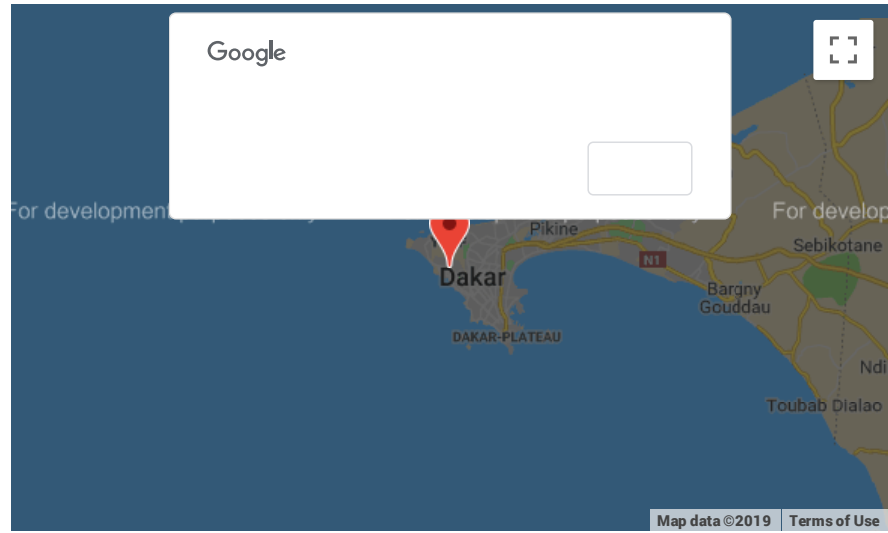 Google
For development
For develop
Pikine
N1
Sebikotane
Dakar
Bargny
Gouddau
DAKAR-PLATEAU
Ndi
Toubab Dialao
Map data ©2019
Terms of Use